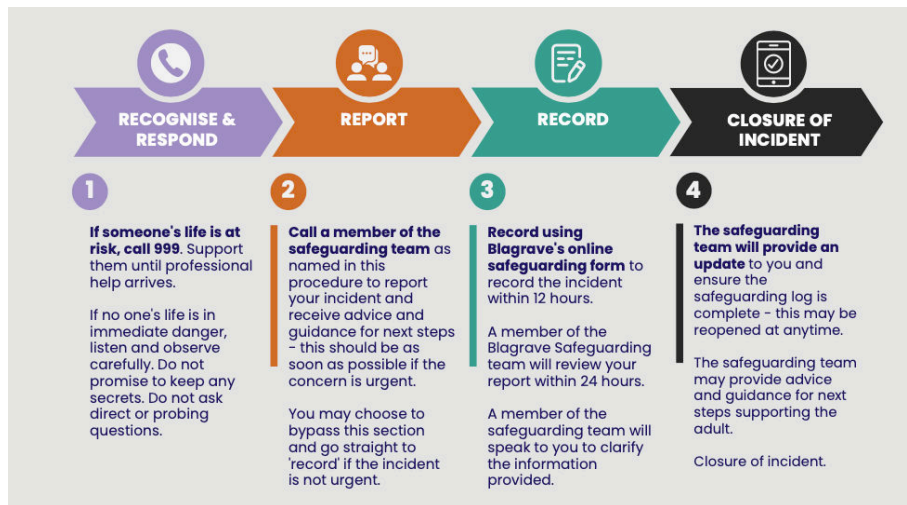 RECOGNISE &
RESPOND
REPORT
RECORD
CLOSURE OF
INCIDENT
1
If someone's life is at
risk, call 999. Support
them until professional
help arrives.
If no one's life is in
immediate danger,
listen and observe
carefully. Do not
promise to keep any
secrets. Do not ask
direct or probing
questions.
2
Call a member of the
safeguarding team as
named in this
procedure to report
your incident and
receive advice and
guidance for next steps
- this should be as
soon as possible if the
concern is urgent.
You may choose to
bypass this section
and go straight to
'record' if the incident
is not urgent.
3
Record using
Blagrave's online
safeguarding form to
record the incident
within 12 hours.
A member of the
Blagrave Safeguarding
team will review your
report within 24 hours.
A member of the
safeguarding team will
speak to you to clarify
the information
provided.
4
The safeguarding
team will provide an
update to you and
ensure the
safeguarding log is
complete - this may be
reopened at anytime.
The safeguarding team
may provide advice
and guidance for next
steps supporting the
adult.
Closure of incident.